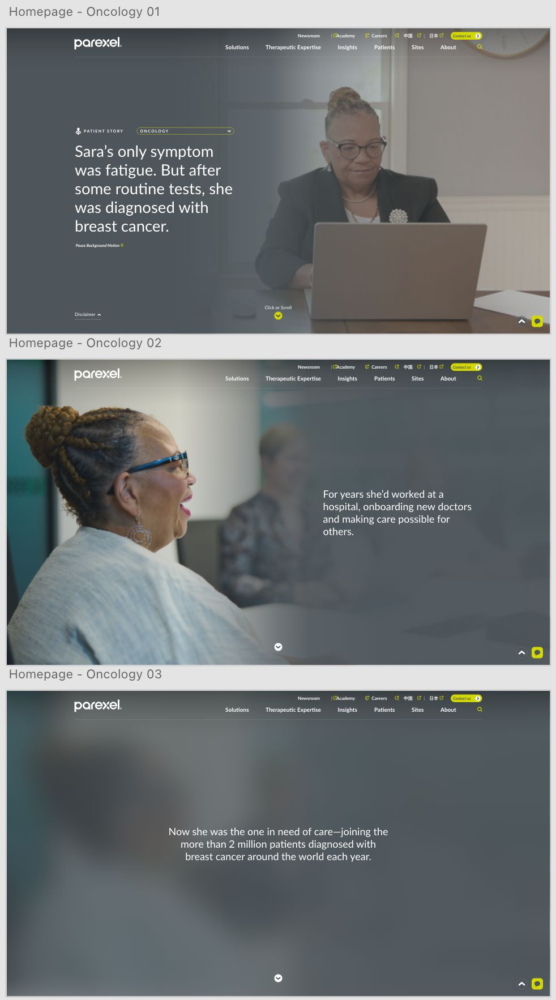 Homepage - Oncology 01
parexel.
Newsroom
Academy
Careers
中国
日本
Contact us
Solutions
Therapeutic Expertise
Insights
Patients
Sites
About
PATIENT STORY
ONCOLOGY
Sara’s only symptom
was fatigue. But after
some routine tests, she
was diagnosed with
breast cancer.
Pause Background Motion
Click or Scroll
Disclaimer
Homepage - Oncology 02
parexel.
Newsroom
Academy
Careers
中国
日本
Contact us
Solutions
Therapeutic Expertise
Insights
Patients
Sites
About
For years she’d worked at a
hospital, onboarding new doctors
and making care possible for
others.
Homepage - Oncology 03
parexel.
Newsroom
Academy
Careers
中国
日本
Contact us
Solutions
Therapeutic Expertise
Insights
Patients
Sites
About
Now she was the one in need of care—joining the
more than 2 million patients diagnosed with
breast cancer around the world each year.